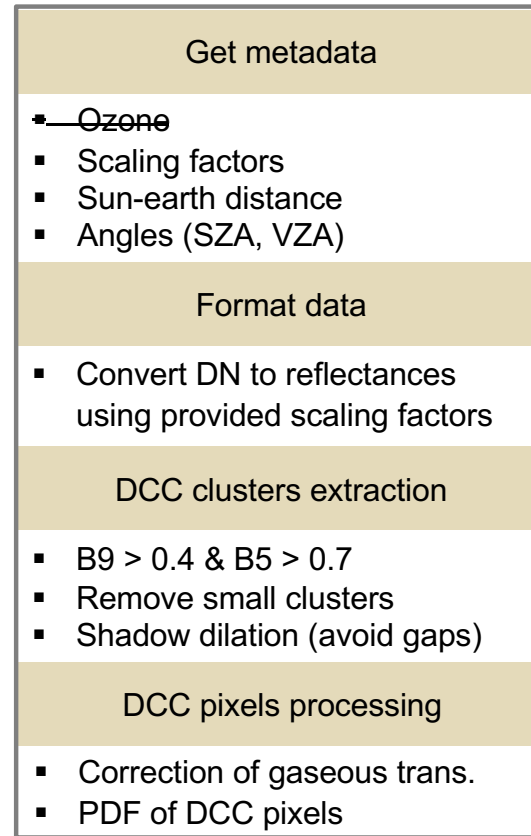 Get metadata
▪ Ozone
▪ Scaling factors
▪ Sun-earth distance
▪ Angles (SZA, VZA)
Format data
▪ Convert DN to reflectances
using provided scaling factors
DCC clusters extraction
▪ B9 > 0.4 & B5 > 0.7
▪ Remove small clusters
▪ Shadow dilation (avoid gaps)
DCC pixels processing
▪ Correction of gaseous trans.
▪ PDF of DCC pixels